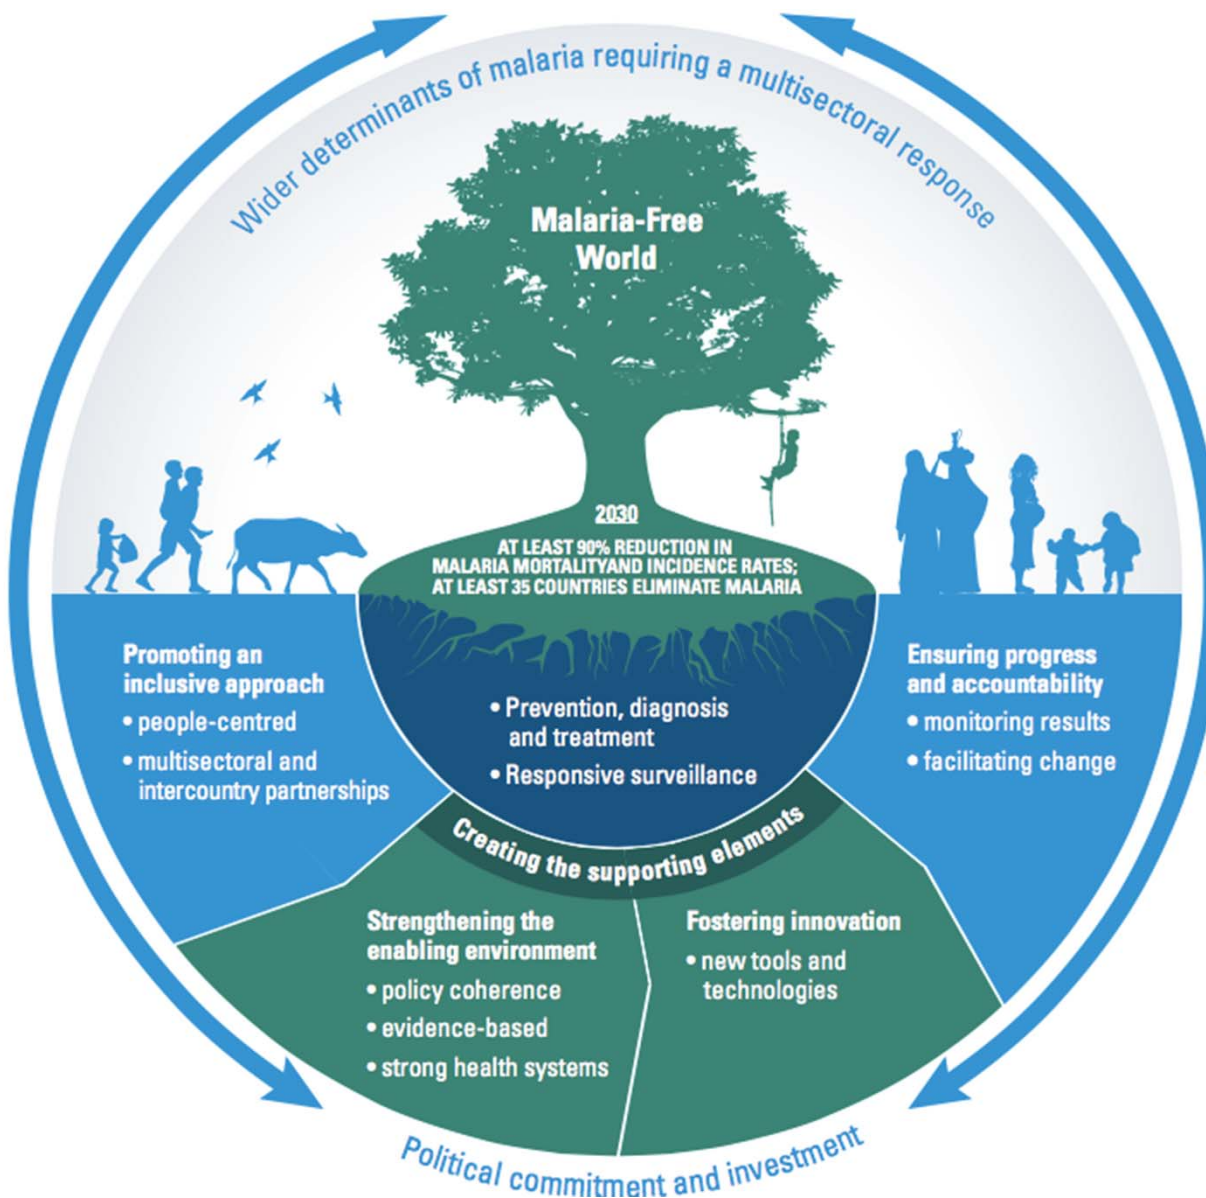 Wider determinants of malaria requiring a multisectoral response
Malaria-Free
World
2030
AT LEAST 90% REDUCTION IN
MALARIA MORTALITYAND INCIDENCE RATES;
AT LEAST 35 COUNTRIES ELIMINATE MALARIA
Promoting an
inclusive approach
• people-centred
• multisectoral and
intercountry partnerships
• Prevention, diagnosis
and treatment
• Responsive surveillance
Ensuring progress
and accountability
• monitoring results
• facilitating change
Creating the supporting elements
Strengthening the
enabling environment
• policy coherence
• evidence-based
• strong health systems
Fostering innovation
• new tools and
technologies
Political commitment and investment